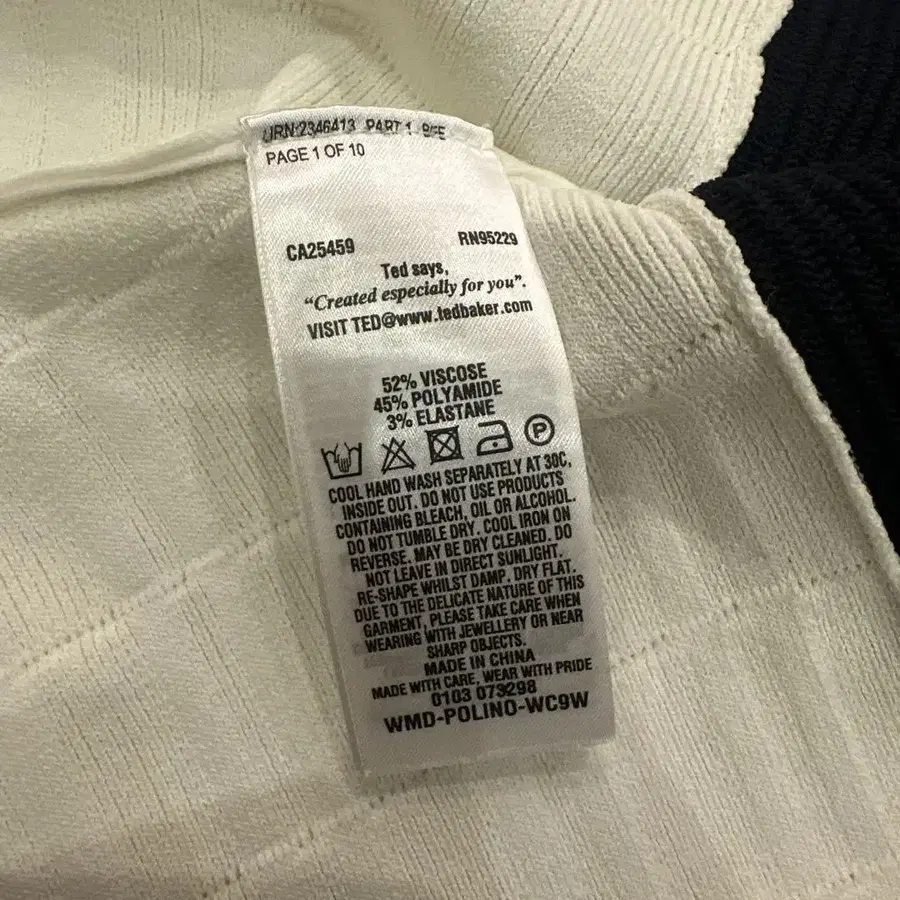 URN:2346413 PART 1
PAGE 1 OF 10
CA25459 RN95229
Ted says,
“Created especially for you”.
VISIT TED@www.tedbaker.com
52% VISCOSE
45% POLYAMIDE
3% ELASTANE
P
COOL HAND WASH SEPARATELY AT 30C,
INSIDE OUT. DO NOT USE PRODUCTS
CONTAINING BLEACH, OIL OR ALCOHOL.
DO NOT TUMBLE DRY. COOL IRON ON
REVERSE. MAY BE DRY CLEANED. DO
NOT LEAVE IN DIRECT SUNLIGHT.
RE-SHAPE WHILST DAMP. DRY FLAT.
DUE TO THE DELICATE NATURE OF THIS
GARMENT, PLEASE TAKE CARE WHEN
WEARING WITH JEWELLERY OR NEAR
SHARP OBJECTS.
MADE IN CHINA
MADE WITH CARE, WEAR WITH PRIDE
0103 073298
WMD-POLINO-WC9W